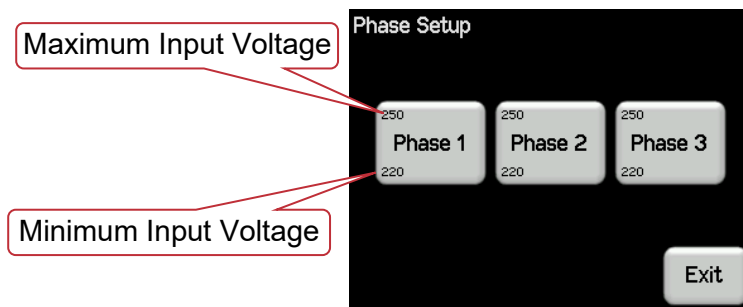 Maximum Input Voltage
Phase Setup
250
250
250
Phase 1
Phase 2
Phase 3
220
220
220
Minimum Input Voltage
Exit